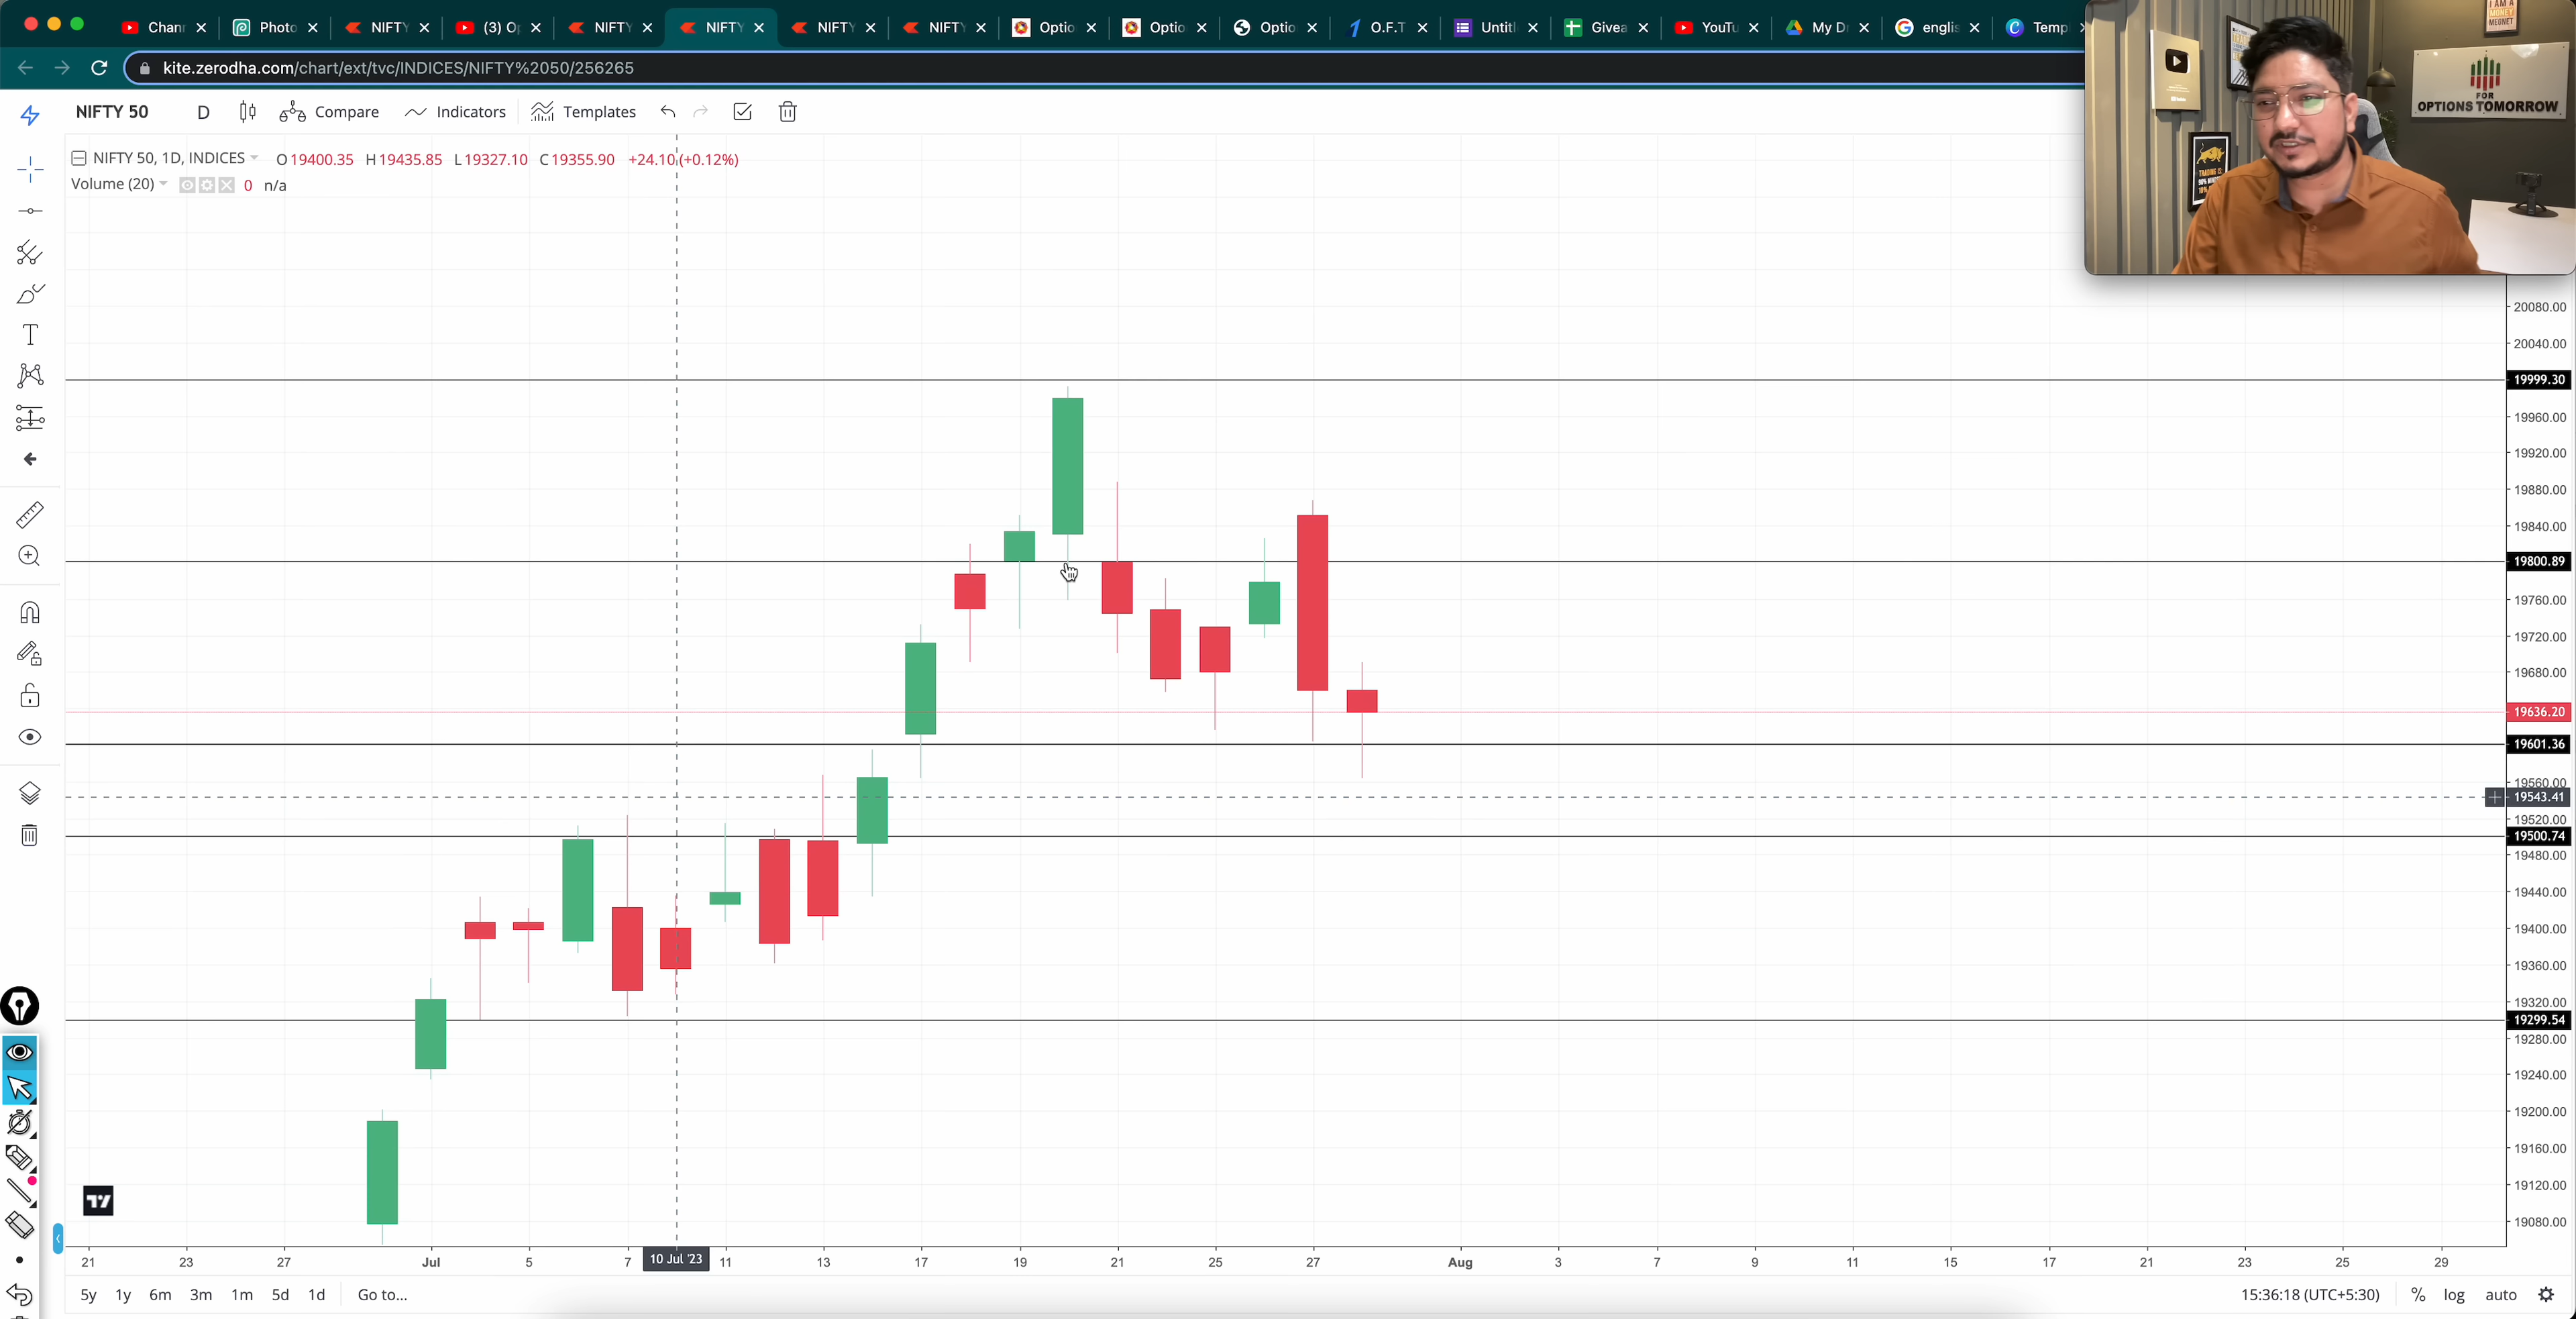 Chann
Photo
NIFTY
(3) O
NIFTY
NIFTY
NIFTY
NIFTY
Optio
Optio
Optio
O.F.T
Untitl
Givea
YouTu
My Dr
englis
Temp
kite.zerodha.com/chart/ext/tvc/INDICES/NIFTY%2050/256265
NIFTY 50 D Compare Indicators Templates
NIFTY 50, 1D, INDICES O19400.35 H19435.85 L19327.10 C19355.90 +24.10 (+0.12%)
Volume (20) 0 n/a
I AM A
MONEY
MEGNET
FOR
OPTIONS TOMORROW
TRADING IS
20080.00
20040.00
19999.30
19960.00
19920.00
19880.00
19840.00
19800.89
19760.00
19720.00
19680.00
19636.20
19601.36
19560.00
19543.41
19520.00
19500.74
19480.00
19440.00
19400.00
19360.00
19320.00
19299.54
19280.00
19240.00
19200.00
19160.00
19120.00
19080.00
21 23 27 Jul 5 7 10 Jul '23 11 13 17 19 21 25 27 Aug 3 7 9 11 15 17 21 23 25 29
5y 1y 6m 3m 1m 5d 1d Go to... 15:36:18 (UTC+5:30) % log auto